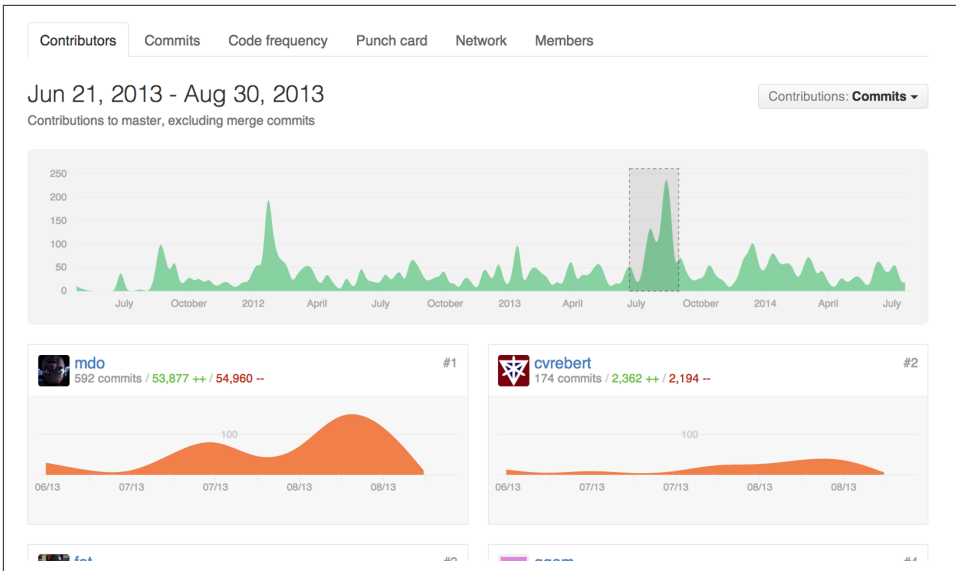 Contributors Commits Code frequency Punch card Network Members
Jun 21, 2013 - Aug 30, 2013
Contributions: Commits
Contributions to master, excluding merge commits
250
200
150
100
50
0
July October 2012 April July October 2013 April July October 2014 April July
mdo #1
592 commits / 53,877 ++ / 54,960 --
100
06/13 07/13 07/13 08/13 08/13
cvrebert #2
174 commits / 2,362 ++ / 2,194 --
100
06/13 07/13 07/13 08/13 08/13